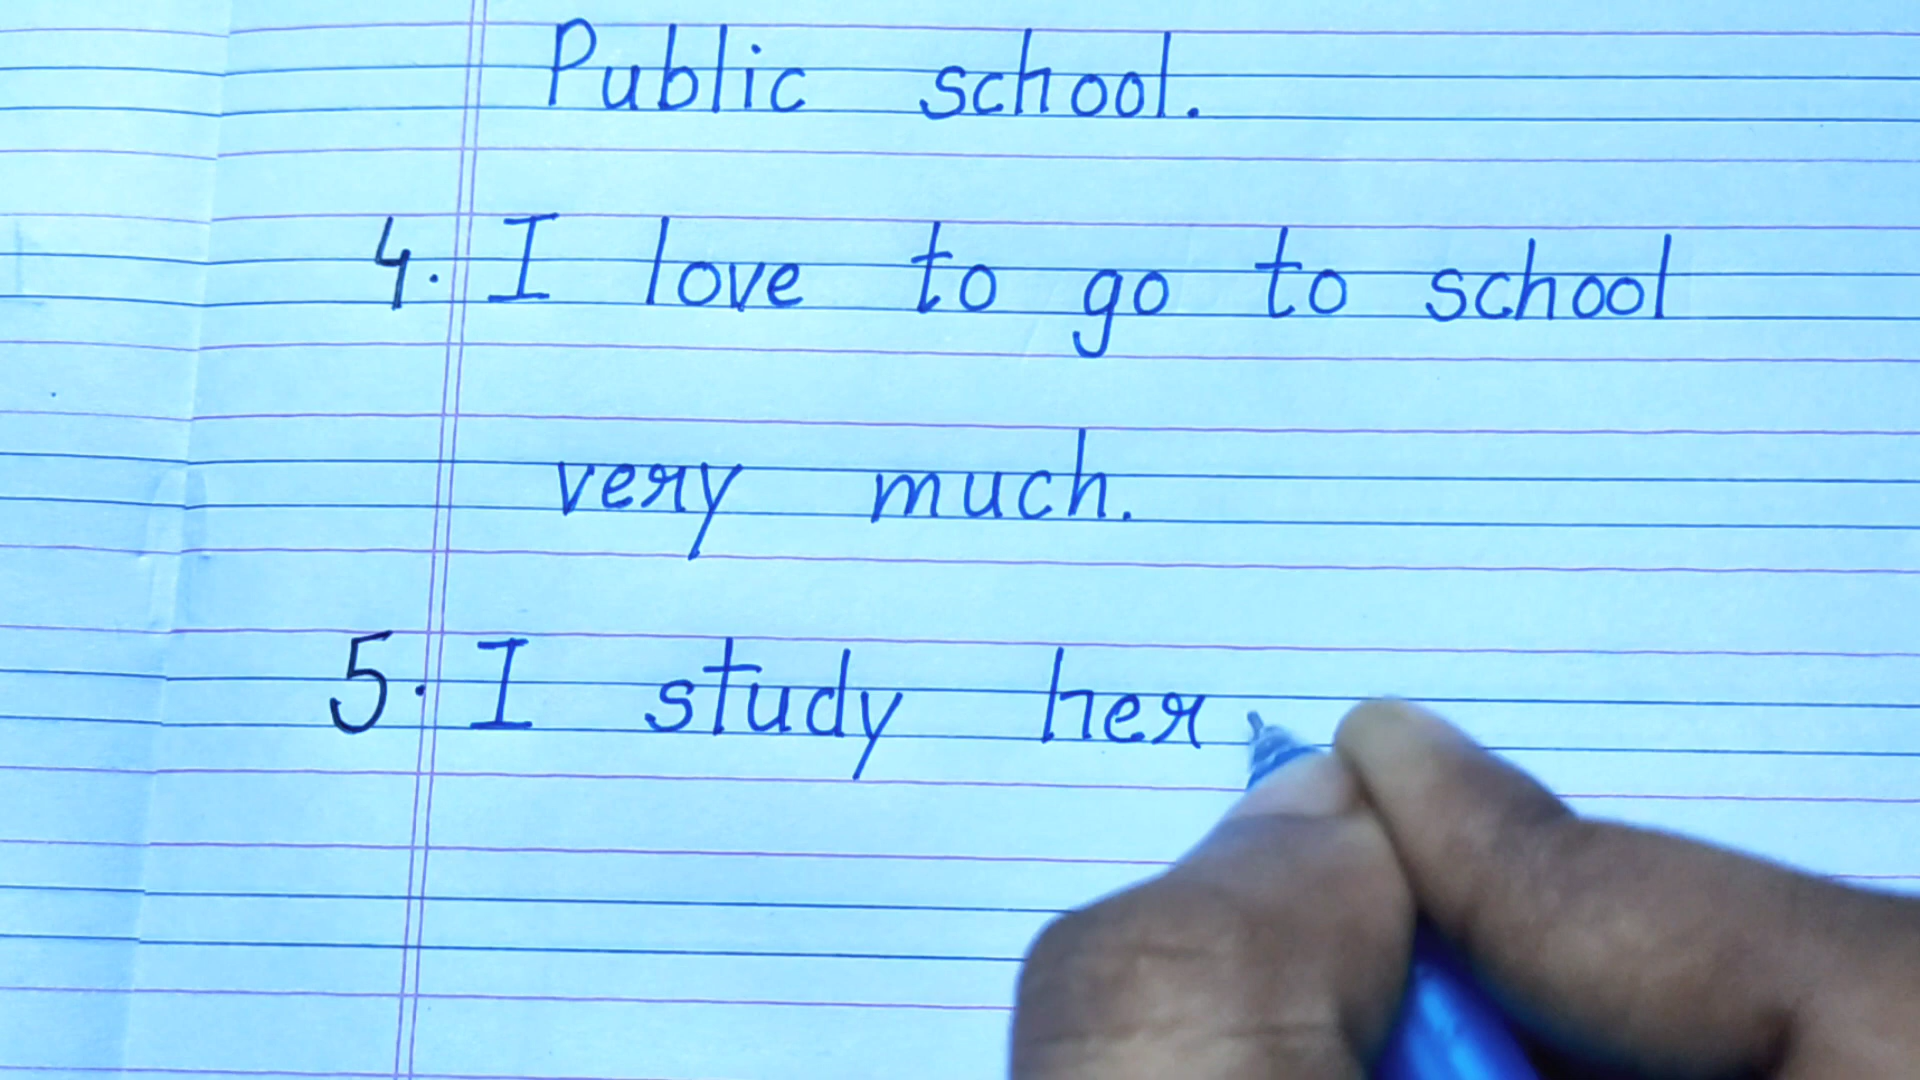 Public school.
4. I love to go to school
very much.
5. I study her